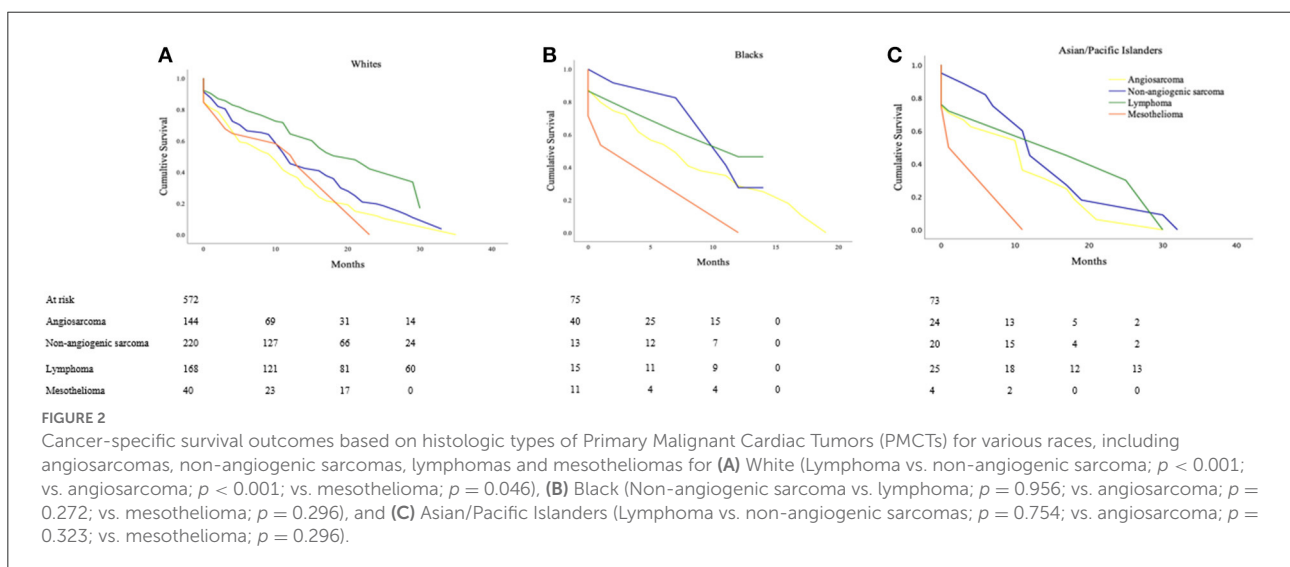 A
Whites
B
Blacks
C
Asian/Pacific Islanders
Cumultive Survival
1.0
0.8
0.6
0.4
0.2
0.0
0 10 20 30 40
Months
Cumulative Survival
1.0
0.8
0.6
0.4
0.2
0.0
0 5 10 15 20
Months
Cumulative Survival
1.0
0.8
0.6
0.4
0.2
0.0
0 10 20 30 40
Months
Angiosarcoma
Non-angiogenic sarcoma
Lymphoma
Mesothelioma
At risk 572 75 73
Angiosarcoma 144 69 31 14 40 25 15 0 24 13 5 2
Non-angiogenic sarcoma 220 127 66 24 13 12 7 0 20 15 4 2
Lymphoma 168 121 81 60 15 11 9 0 25 18 12 13
Mesothelioma 40 23 17 0 11 4 4 0 4 2 0 0
FIGURE 2
Cancer-specific survival outcomes based on histologic types of Primary Malignant Cardiac Tumors (PMCTs) for various races, including
angiosarcomas, non-angiogenic sarcomas, lymphomas and mesotheliomas for (A) White (Lymphoma vs. non-angiogenic sarcoma; p < 0.001;
vs. angiosarcoma; p < 0.001; vs. mesothelioma; p = 0.046), (B) Black (Non-angiogenic sarcoma vs. lymphoma; p = 0.956; vs. angiosarcoma; p =
0.272; vs. mesothelioma; p = 0.296), and (C) Asian/Pacific Islanders (Lymphoma vs. non-angiogenic sarcomas; p = 0.754; vs. angiosarcoma; p =
0.323; vs. mesothelioma; p = 0.296).